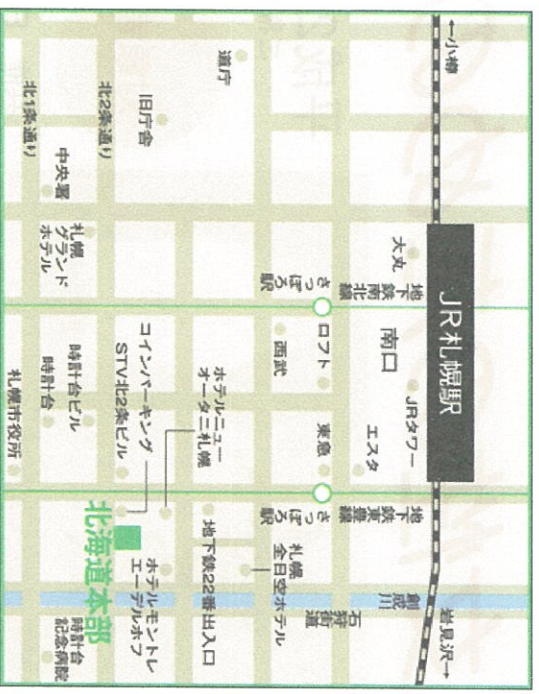 ←小樽
岩見沢→
JR札幌駅
大丸
地下鉄
南北線
さっぽろ駅
南口
JRタワー
エスタ
ロフト
西武
東急
地下鉄
東豊線
さっぽろ駅
創成川
石狩街道
札幌
全日空ホテル
道庁
旧庁舎
北2条通り
北1条通り
中央署
札幌
グランド
ホテル
ホテルニュー
オータニ札幌
地下鉄22番出入口
コインパーキング
STV北2条ビル
ホテルモントレ
エーデルホフ
北海道本部
時計台ビル
時計台
札幌市役所
時計台
記念病院